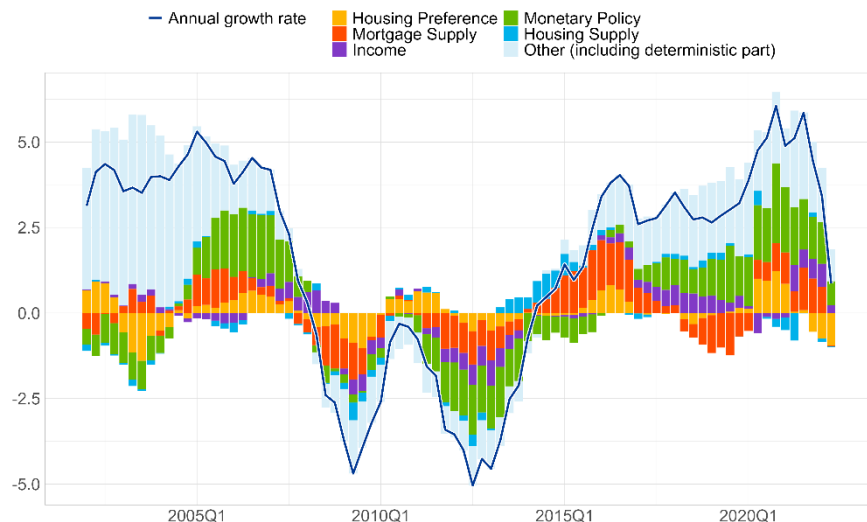 Annual growth rate
Housing Preference
Monetary Policy
Mortgage Supply
Housing Supply
Income
Other (including deterministic part)
5.0
2.5
0.0
-2.5
-5.0
2005Q1
2010Q1
2015Q1
2020Q1